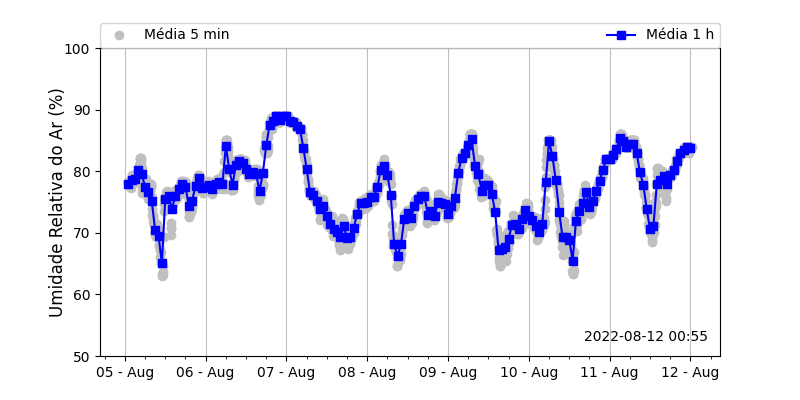 Média 5 min
Média 1 h
Umidade Relativa do Ar (%)
100
90
80
70
60
50
2022-08-12 00:55
05 - Aug
06 - Aug
07 - Aug
08 - Aug
09 - Aug
10 - Aug
11 - Aug
12 - Aug